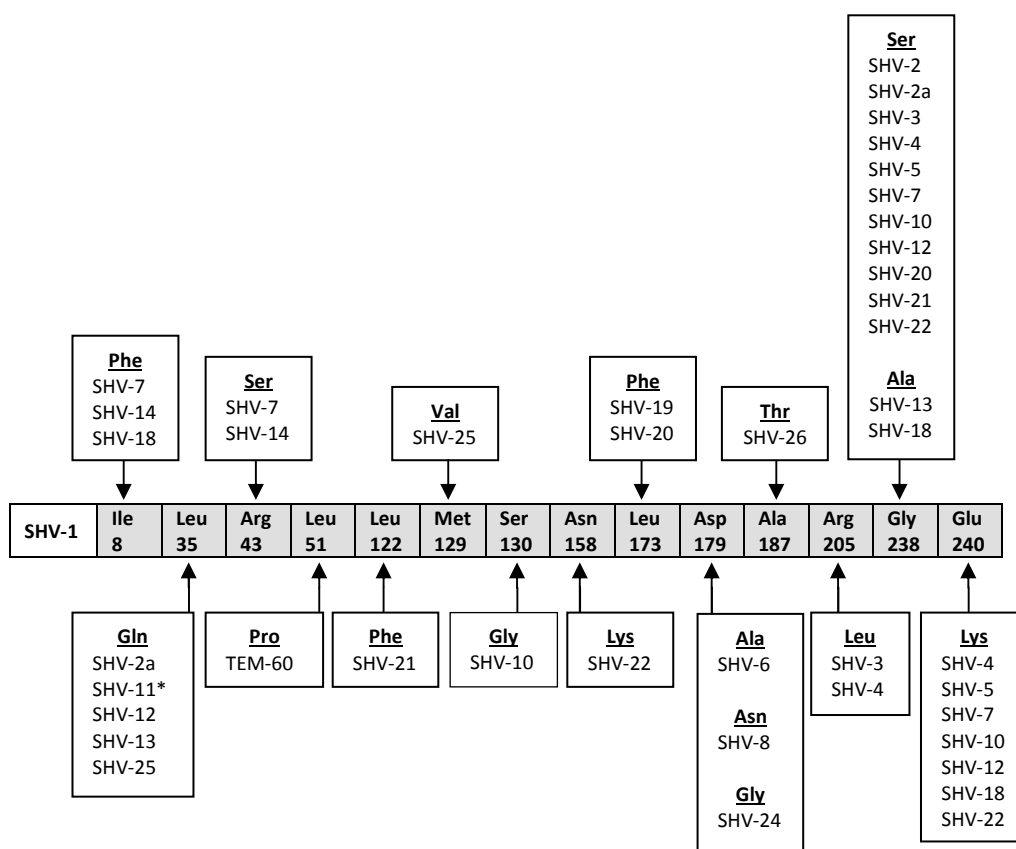 Ser
SHV-2
SHV-2a
SHV-3
SHV-4
SHV-5
SHV-7
SHV-10
SHV-12
SHV-20
SHV-21
SHV-22
Ala
SHV-13
SHV-18
Phe
SHV-7
SHV-14
SHV-18
Ser
SHV-7
SHV-14
Val
SHV-25
Phe
SHV-19
SHV-20
Thr
SHV-26
SHV-1
Ile
8
Leu
35
Arg
43
Leu
51
Leu
122
Met
129
Ser
130
Asn
158
Leu
173
Asp
179
Ala
187
Arg
205
Gly
238
Glu
240
Gln
SHV-2a
SHV-11*
SHV-12
SHV-13
SHV-25
Pro
TEM-60
Phe
SHV-21
Gly
SHV-10
Lys
SHV-22
Ala
SHV-6
Asn
SHV-8
Gly
SHV-24
Leu
SHV-3
SHV-4
Lys
SHV-4
SHV-5
SHV-7
SHV-10
SHV-12
SHV-18
SHV-22